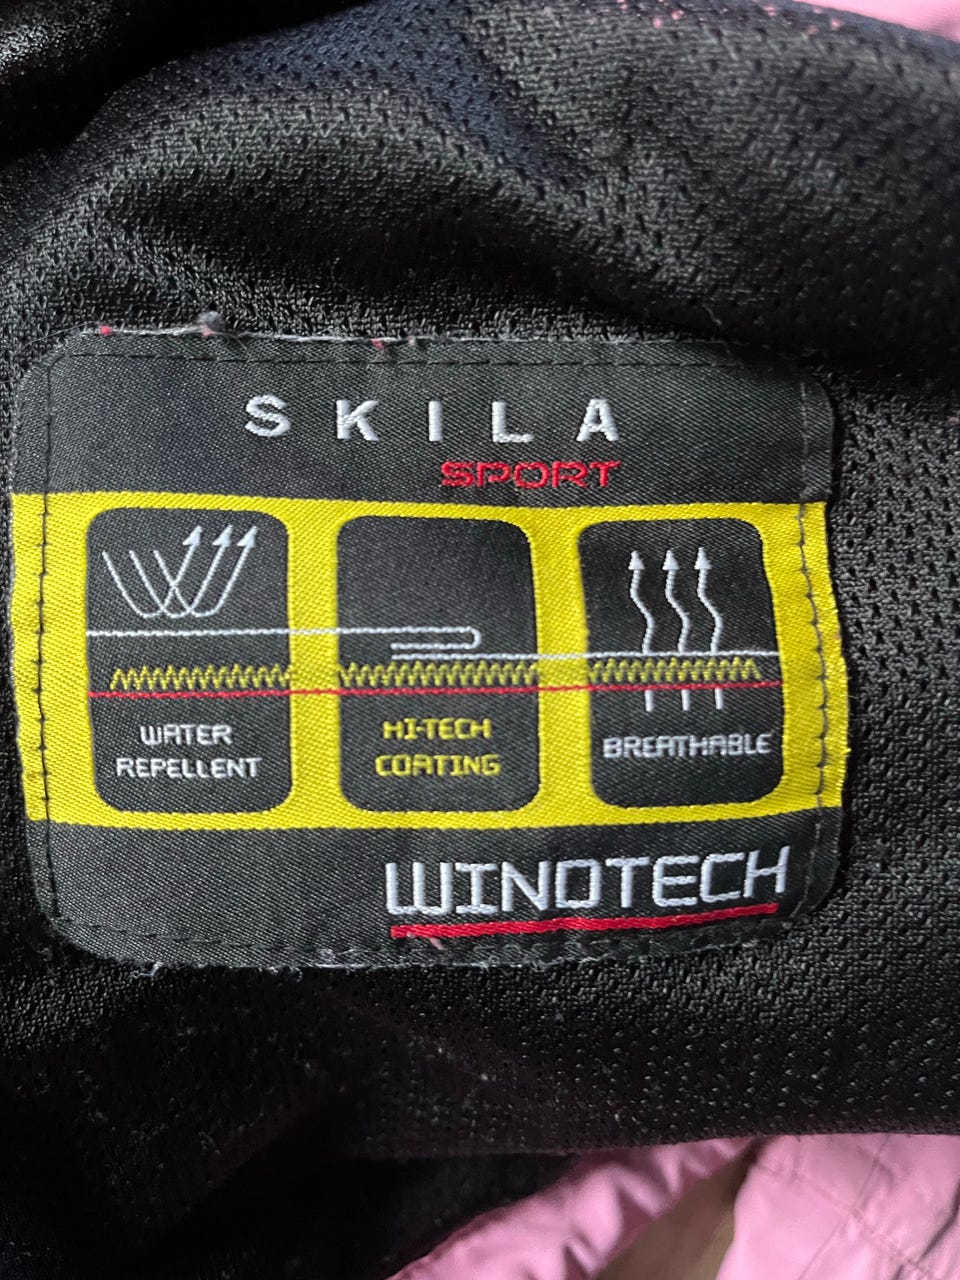 SKILA
SPORT
WATER
REPELLENT
HI-TECH
COATING
BREATHABLE
WINDTECH